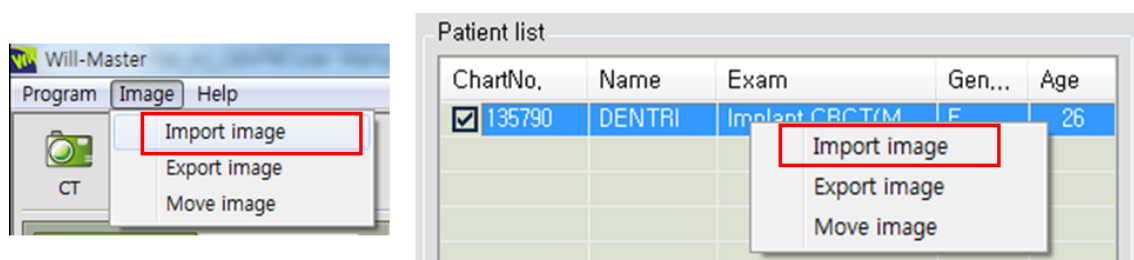 Will-Master
Program Image Help
Import image
Export image
Move image
CT
Patient list
ChartNo. Name Exam Gen... Age
135790 DENTRI Implant CBCT(M F 26
Import image
Export image
Move image